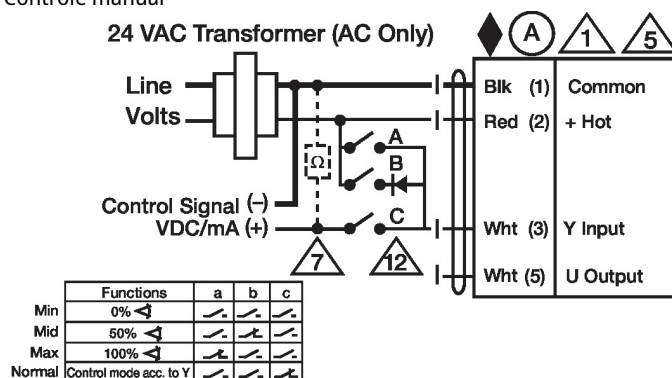 Controle manual
24 VAC Transformer (AC Only)
A 1 5
Line
Volts
Blk (1) Common
Red (2) + Hot
A
B
Ω
Control Signal (–)
VDC/mA (+)
C
Wht (3) Y Input
7 12
Wht (5) U Output
Functions a b c
Min 0%
Mid 50%
Max 100%
Normal Control mode acc. to Y